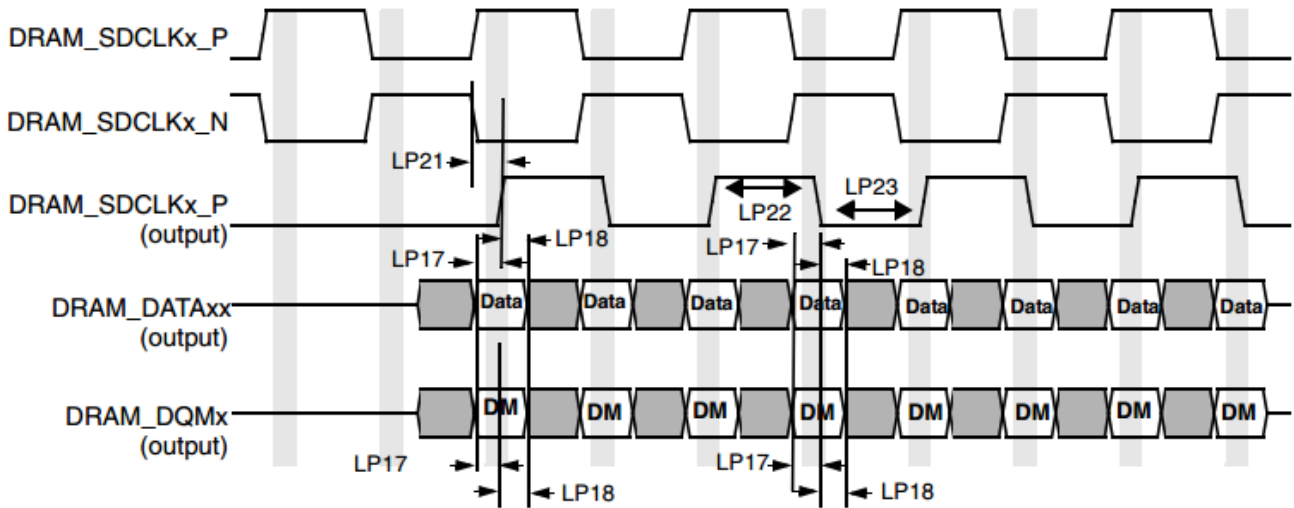 DRAM_SDCLKx_P
DRAM_SDCLKx_N
LP21
DRAM_SDCLKx_P
(output)
LP22
LP23
LP17
LP18
LP17
LP18
DRAM_DATAxx
(output)
Data Data Data Data Data Data Data Data
DRAM_DQMx
(output)
DM DM DM DM DM DM DM DM
LP17
LP18
LP17
LP18